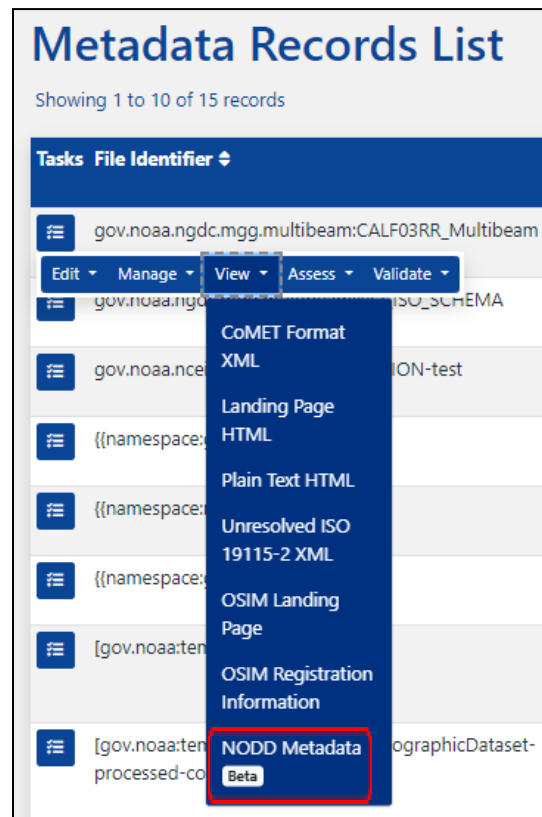 Metadata Records List
Showing 1 to 10 of 15 records
Tasks File Identifier
gov.noaa.ngdc.mgg.multibeam:CALF03RR_Multibeam
Edit Manage View Assess Validate
ISO_SCHEMA
gov.noaa.ncei ION-test
{{namespace:
{{namespace:
{{namespace:
[gov.noaa:tem
[gov.noaa:tem ographicDataset-
processed-co
CoMET Format
XML
Landing Page
HTML
Plain Text HTML
Unresolved ISO
19115-2 XML
OSIM Landing
Page
OSIM Registration
Information
NODD Metadata
Beta